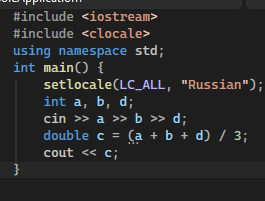 #include <iostream>
#include <clocale>
using namespace std;
int main() {
    setlocale(LC_ALL, "Russian");
    int a, b, d;
    cin >> a >> b >> d;
    double c = (a + b + d) / 3;
    cout << c;
}